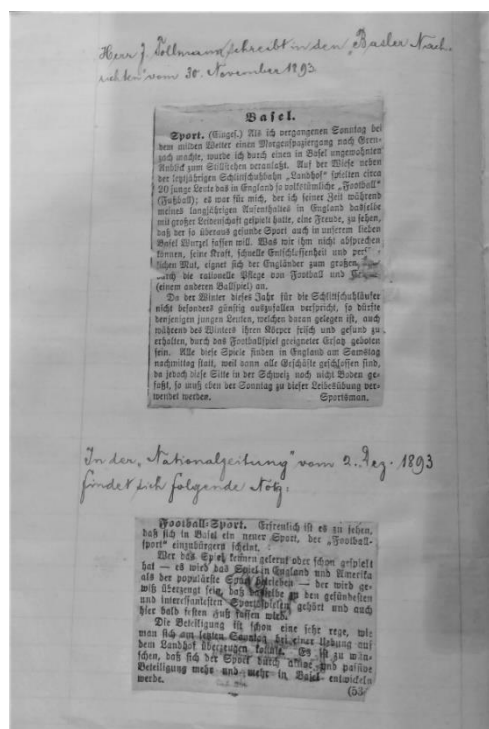 Herr J. Tollmann schreibt in den „Basler Nach-
richten" vom 30. November 1893.
Basel.
Sport. (Einges.) Als ich vergangenen Sonntag bei
dem milden Wetter einen Morgenspaziergang nach Gren-
zach machte, wurde ich durch einen in Basel ungewohnten
Anblick zum Stillstehen veranlaßt. Auf der Wiese neben
der letztjährigen Schlittschuhbahn „Landhof" spielten circa
20 junge Leute das in England so volkstümliche „Football"
(Fußball); es war für mich, der ich seiner Zeit während
meines langjährigen Aufenthaltes in England dasselbe
mit großer Leidenschaft gespielt hatte, eine Freude, zu sehen,
daß der so überaus gesunde Sport auch in unserem lieben
Basel Wurzel fassen will. Was wir ihm nicht absprechen
können, seine Kraft, schnelle Entschlossenheit und
lichen Mut, eignet sich der Engländer zum großen
durch die rationelle Pflege von Football und
(einem anderen Ballspiel) an.
Da der Winter dieses Jahr für die Schlittschuhläufer
nicht besonders günstig auszufallen verspricht, so dürfte
denjenigen jungen Leuten, welchen daran gelegen ist, auch
während des Winters ihren Körper frisch und gesund zu
erhalten, durch das Footballspiel geeigneter Ersatz geboten
sein. Alle diese Spiele finden in England am Samstag
nachmittag statt, weil dann alle Geschäfte geschlossen sind,
da jedoch diese Sitte in der Schweiz noch nicht Boden ge-
faßt, so muß eben der Sonntag zu dieser Leibesübung ver-
wendet werden. Sportsman.
In der „Nationalzeitung" vom 2. Dez. 1893
findet sich folgende Notiz:
Football-Sport. Erfreulich ist es zu sehen,
daß sich in Basel ein neuer Sport, der „Football-
sport" einzubürgern scheint.
Wer das Spiel kennen gelernt oder schon gespielt
hat — es wird das Spiel in England und Amerika
als der populärste Sport betrieben — der wird ge-
wiß überzeugt sein, daß dasselbe zu den gesündesten
und interessantesten Sportsspielen gehört und auch
hier bald festen Fuß fassen wird.
Die Beteiligung ist schon eine sehr rege, wie
man sich am letzten Sonntag bei einer Uebung auf
dem Landhof überzeugen konnte. Es ist zu wün-
schen, daß sich der Sport durch aktive und passive
Beteiligung mehr und mehr in Basel entwickeln
werde. (53